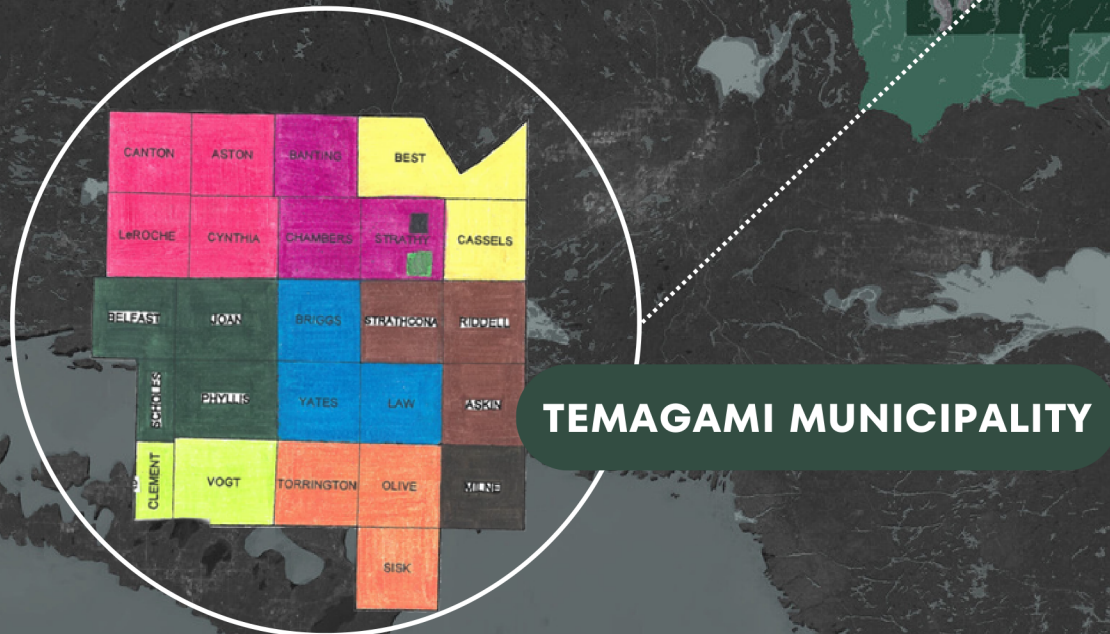 CANTON ASTON BANTING BEST
LeROCHE CYNTHIA CHAMBERS STRATHY CASSELS
BELFAST JOAN BRIGGS STRATHCONA RIDDELL
SCHOLES PHYLLIS YATES LAW ASKIN
TEMAGAMI MUNICIPALITY
CLEMENT VOGT TORRINGTON OLIVE MILNE
SISK